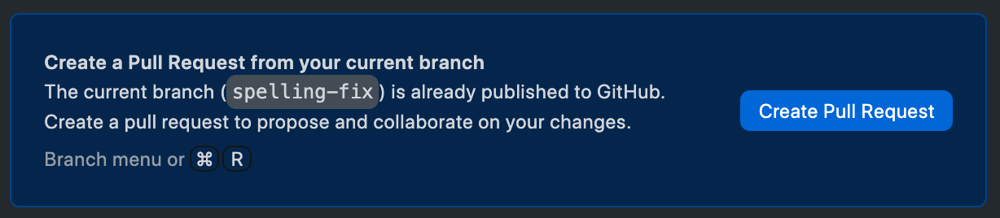 Create a Pull Request from your current branch
The current branch (spelling-fix) is already published to GitHub.
Create a pull request to propose and collaborate on your changes.
Create Pull Request
Branch menu or ⌘ R